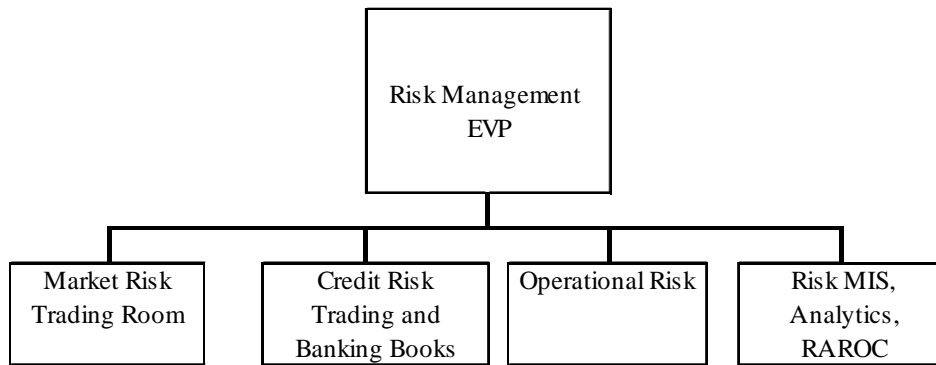 Risk Management
EVP
Market Risk
Trading Room
Credit Risk
Trading and
Banking Books
Operational Risk
Risk MIS,
Analytics,
RAROC